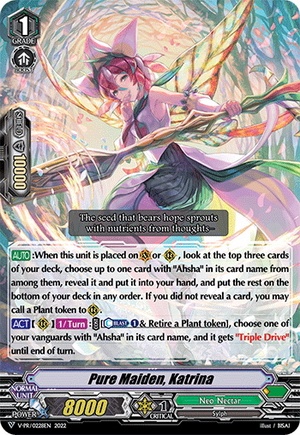 1
GRADE
BOOST
10000
The seed that bears hope sprouts
with nutrients from thoughts--
AUTO :When this unit is placed on or , look at the top three cards
of your deck, choose up to one card with "Ahsha" in its card name from
among them, reveal it and put it into your hand, and put the rest on the
bottom of your deck in any order. If you did not reveal a card, you may
call a Plant token to .
ACT [ ] 1/Turn : [ BLAST 1 & Retire a Plant token], choose one of
your vanguards with "Ahsha" in its card name, and it gets "Triple Drive"
until end of turn.
NORMAL
UNIT
Pure Maiden, Katrina
POWER
8000
1
CRITICAL
Neo Nectar
Sylph
V-PR/0228EN 2022
illust / BISAI